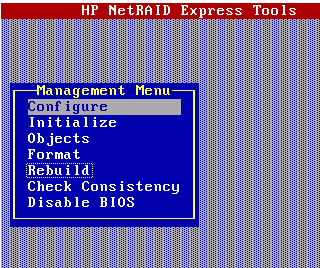 HP NetRAID Express Tools
Management Menu
Configure
Initialize
Objects
Format
Rebuild
Check Consistency
Disable BIOS